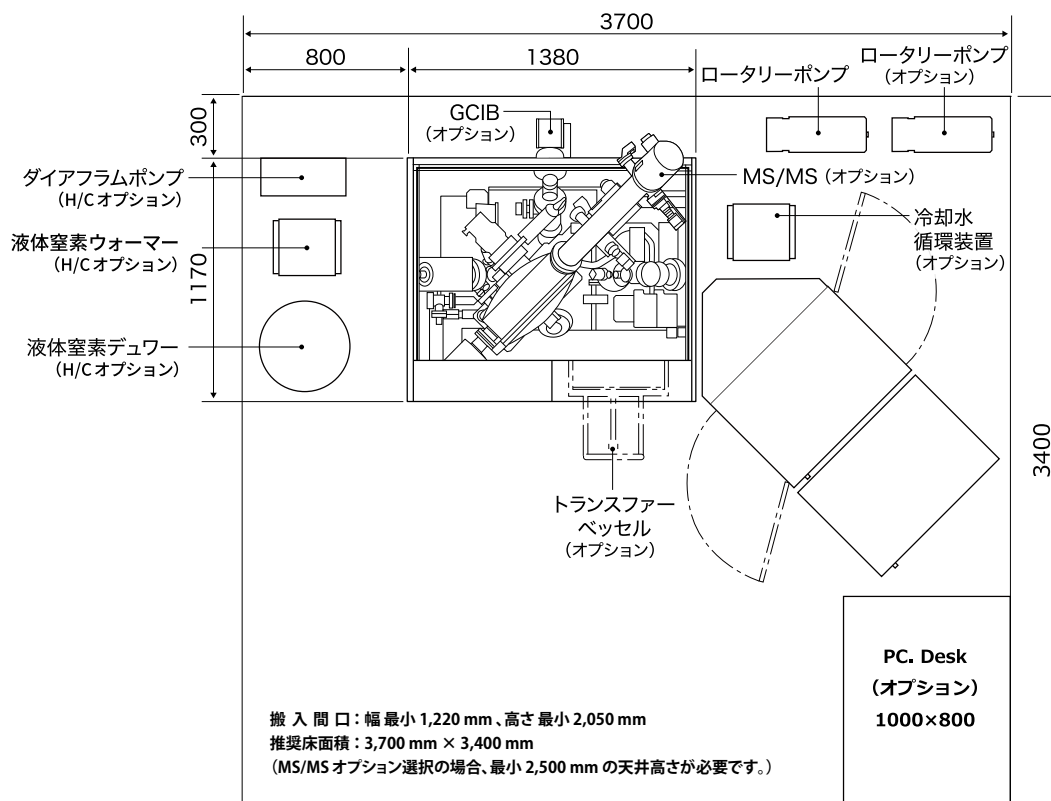 3700
800
1380
ロータリーポンプ
ロータリーポンプ
(オプション)
300
GCIB
(オプション)
ダイアフラムポンプ
(H/C オプション)
MS/MS (オプション)
液体窒素ウォーマー
(H/C オプション)
冷却水
循環装置
(オプション)
1170
液体窒素デュワー
(H/C オプション)
3400
トランスファー
ベッセル
(オプション)
PC. Desk
(オプション)
1000×800
搬 入 間 口：幅 最小 1,220 mm 、高さ 最小 2,050 mm
推奨床面積：3,700 mm × 3,400 mm
(MS/MS オプション選択の場合、最小 2,500 mm の天井高さが必要です。)